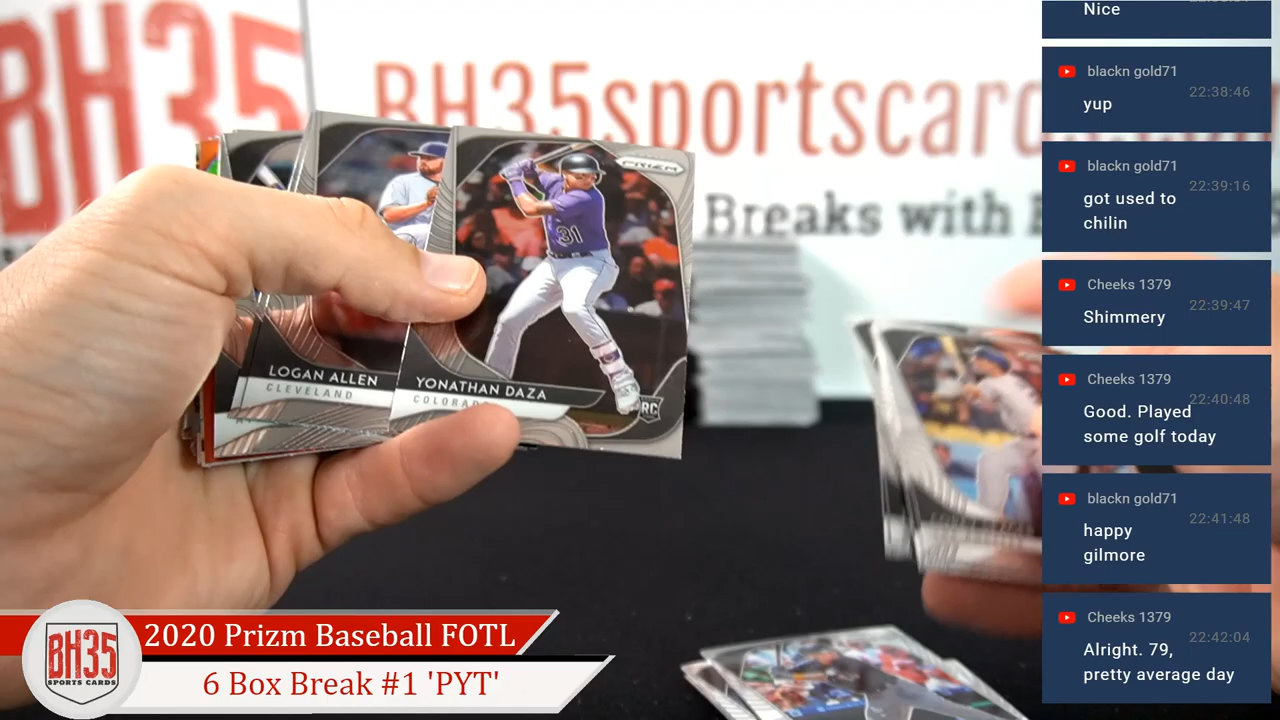 BH35
BH35sportscard
Breaks with
PRIZM
31
RC
LOGAN ALLEN
CLEVELAND
YONATHAN DAZA
COLORA
BH35
SPORTS CARDS
2020 Prizm Baseball FOTL
6 Box Break #1 'PYT'
Nice
blackn gold71
22:38:46
yup
blackn gold71
22:39:16
got used to
chilin
Cheeks 1379
22:39:47
Shimmery
Cheeks 1379
22:40:48
Good. Played
some golf today
blackn gold71
22:41:48
happy
gilmore
Cheeks 1379
22:42:04
Alright. 79,
pretty average day